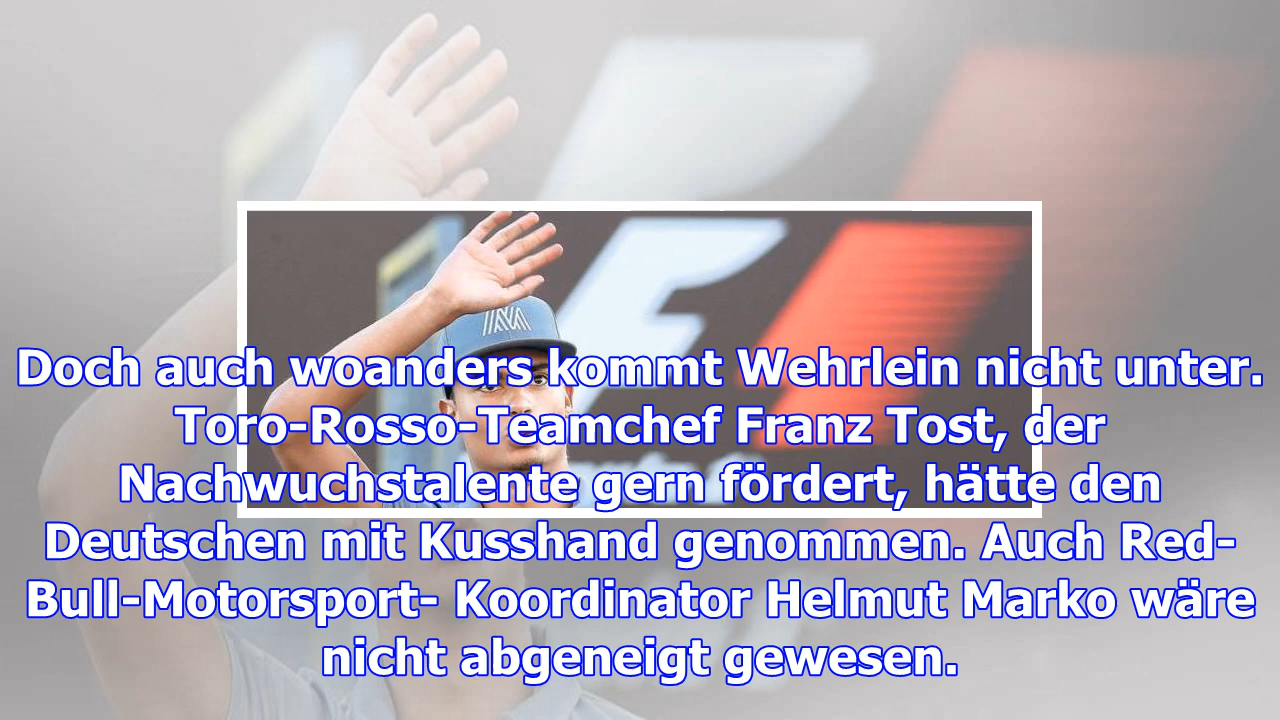 Doch auch woanders kommt Wehrlein nicht unter.
Toro-Rosso-Teamchef Franz Tost, der
Nachwuchstalente gern fördert, hätte den
Deutschen mit Kusshand genommen. Auch Red-
Bull-Motorsport- Koordinator Helmut Marko wäre
nicht abgeneigt gewesen.